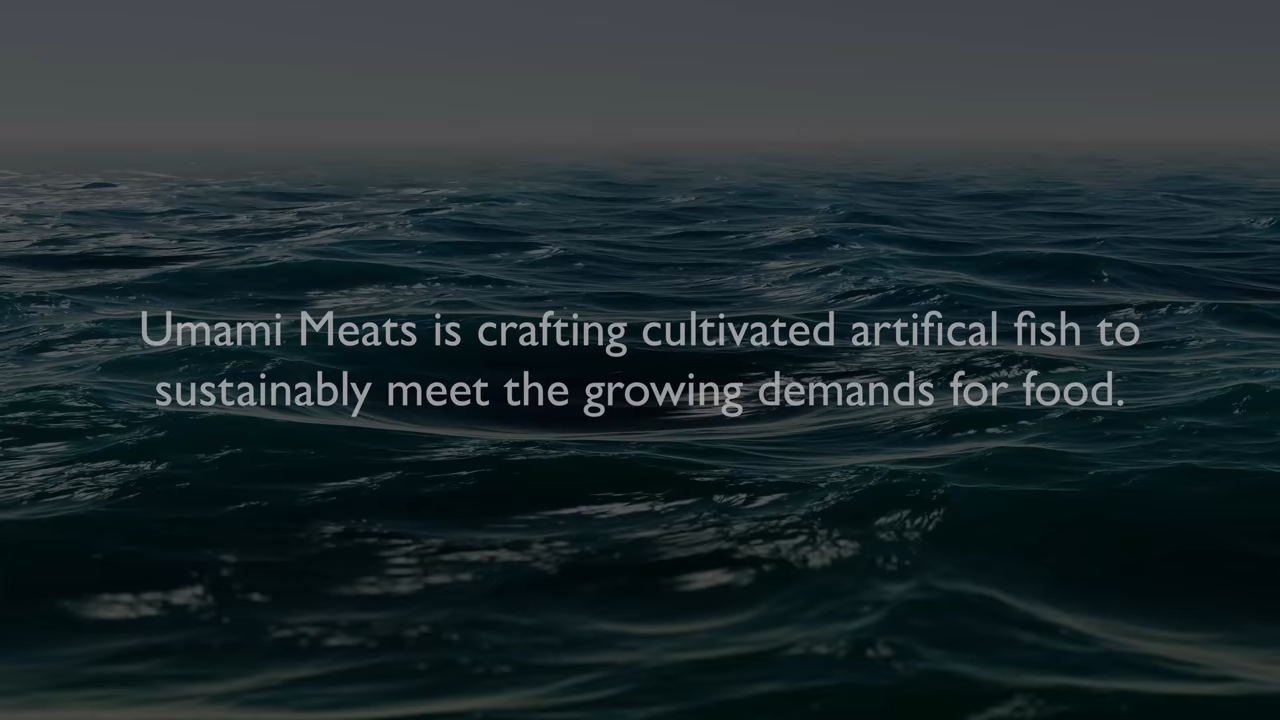 Umami Meats is crafting cultivated artifical fish to
sustainably meet the growing demands for food.